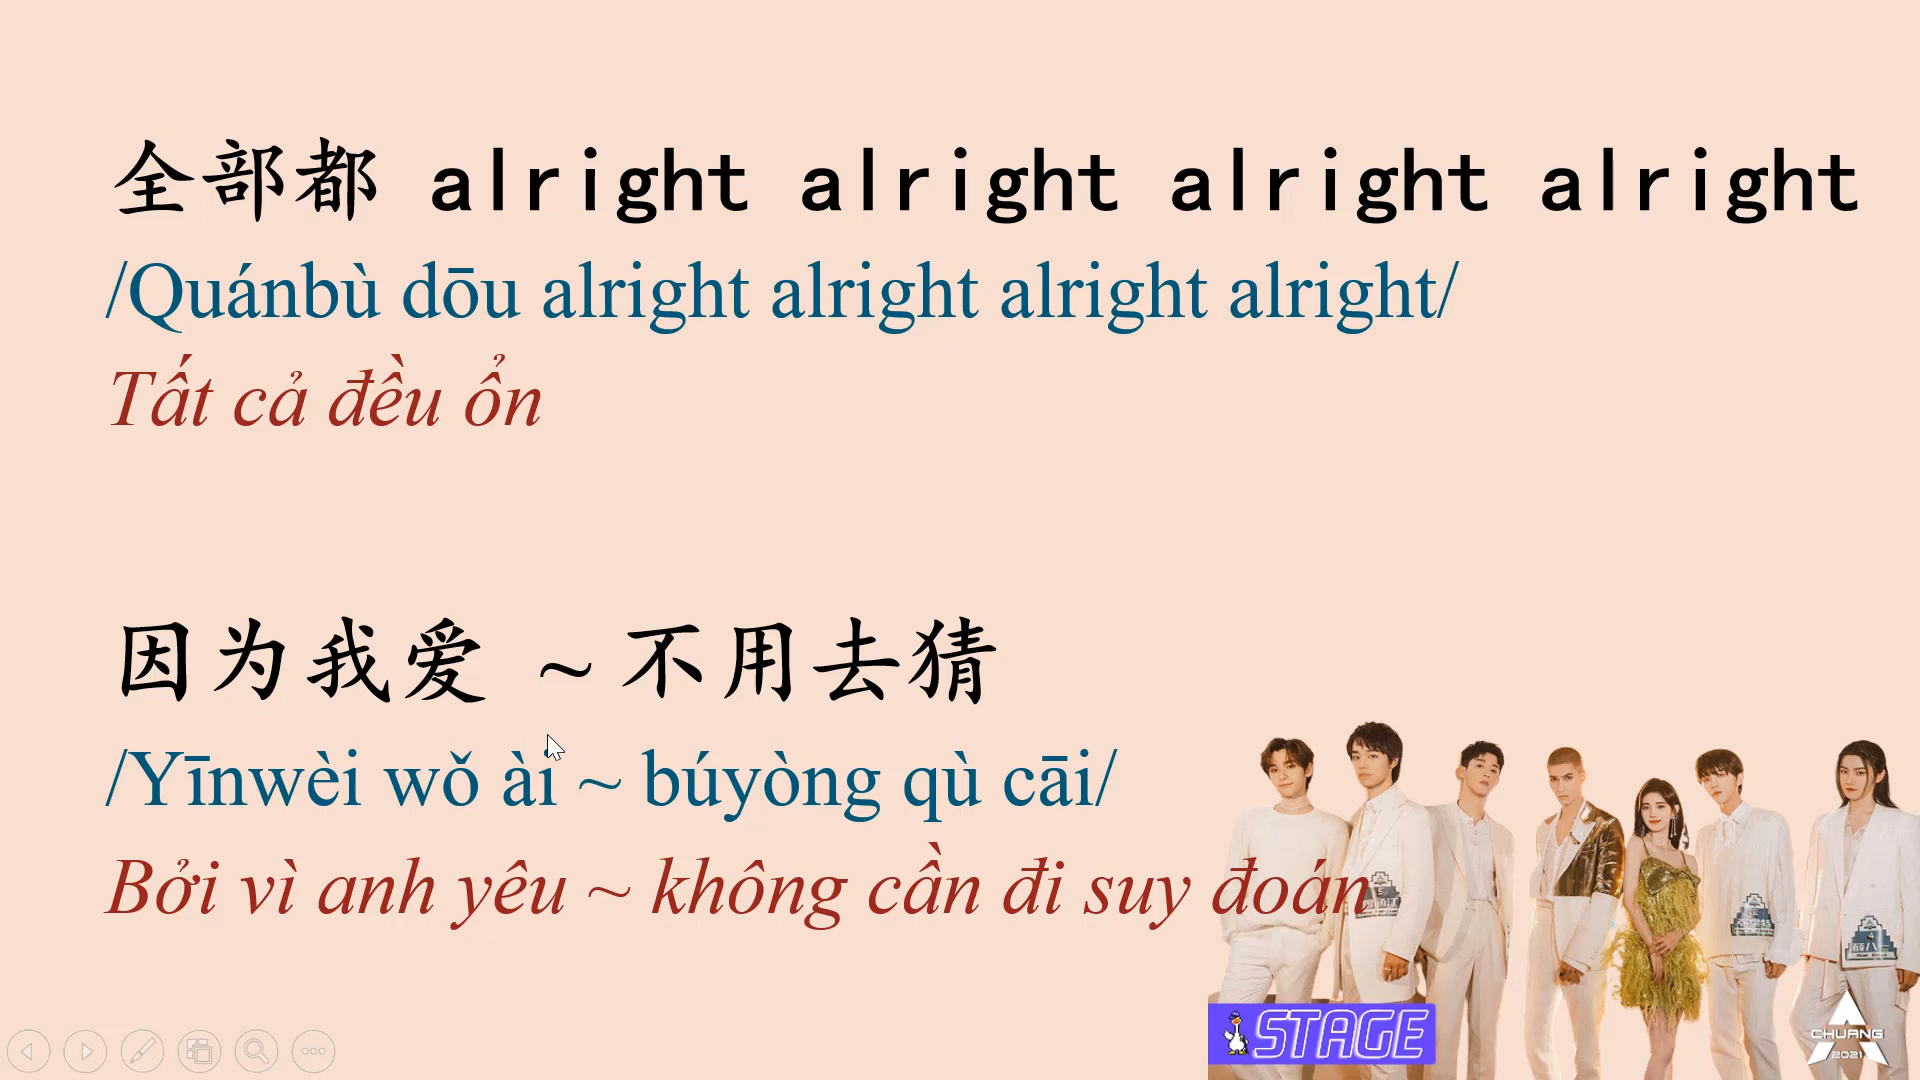 全部都 alright alright alright alright
/Quánbù dōu alright alright alright alright/
Tất cả đều ổn
因为我爱 ~不用去猜
/Yīnwèi wǒ ài ~ búyòng qù cāi/
Bởi vì anh yêu ~ không cần đi suy đoán
STAGE
CHUANG
2021